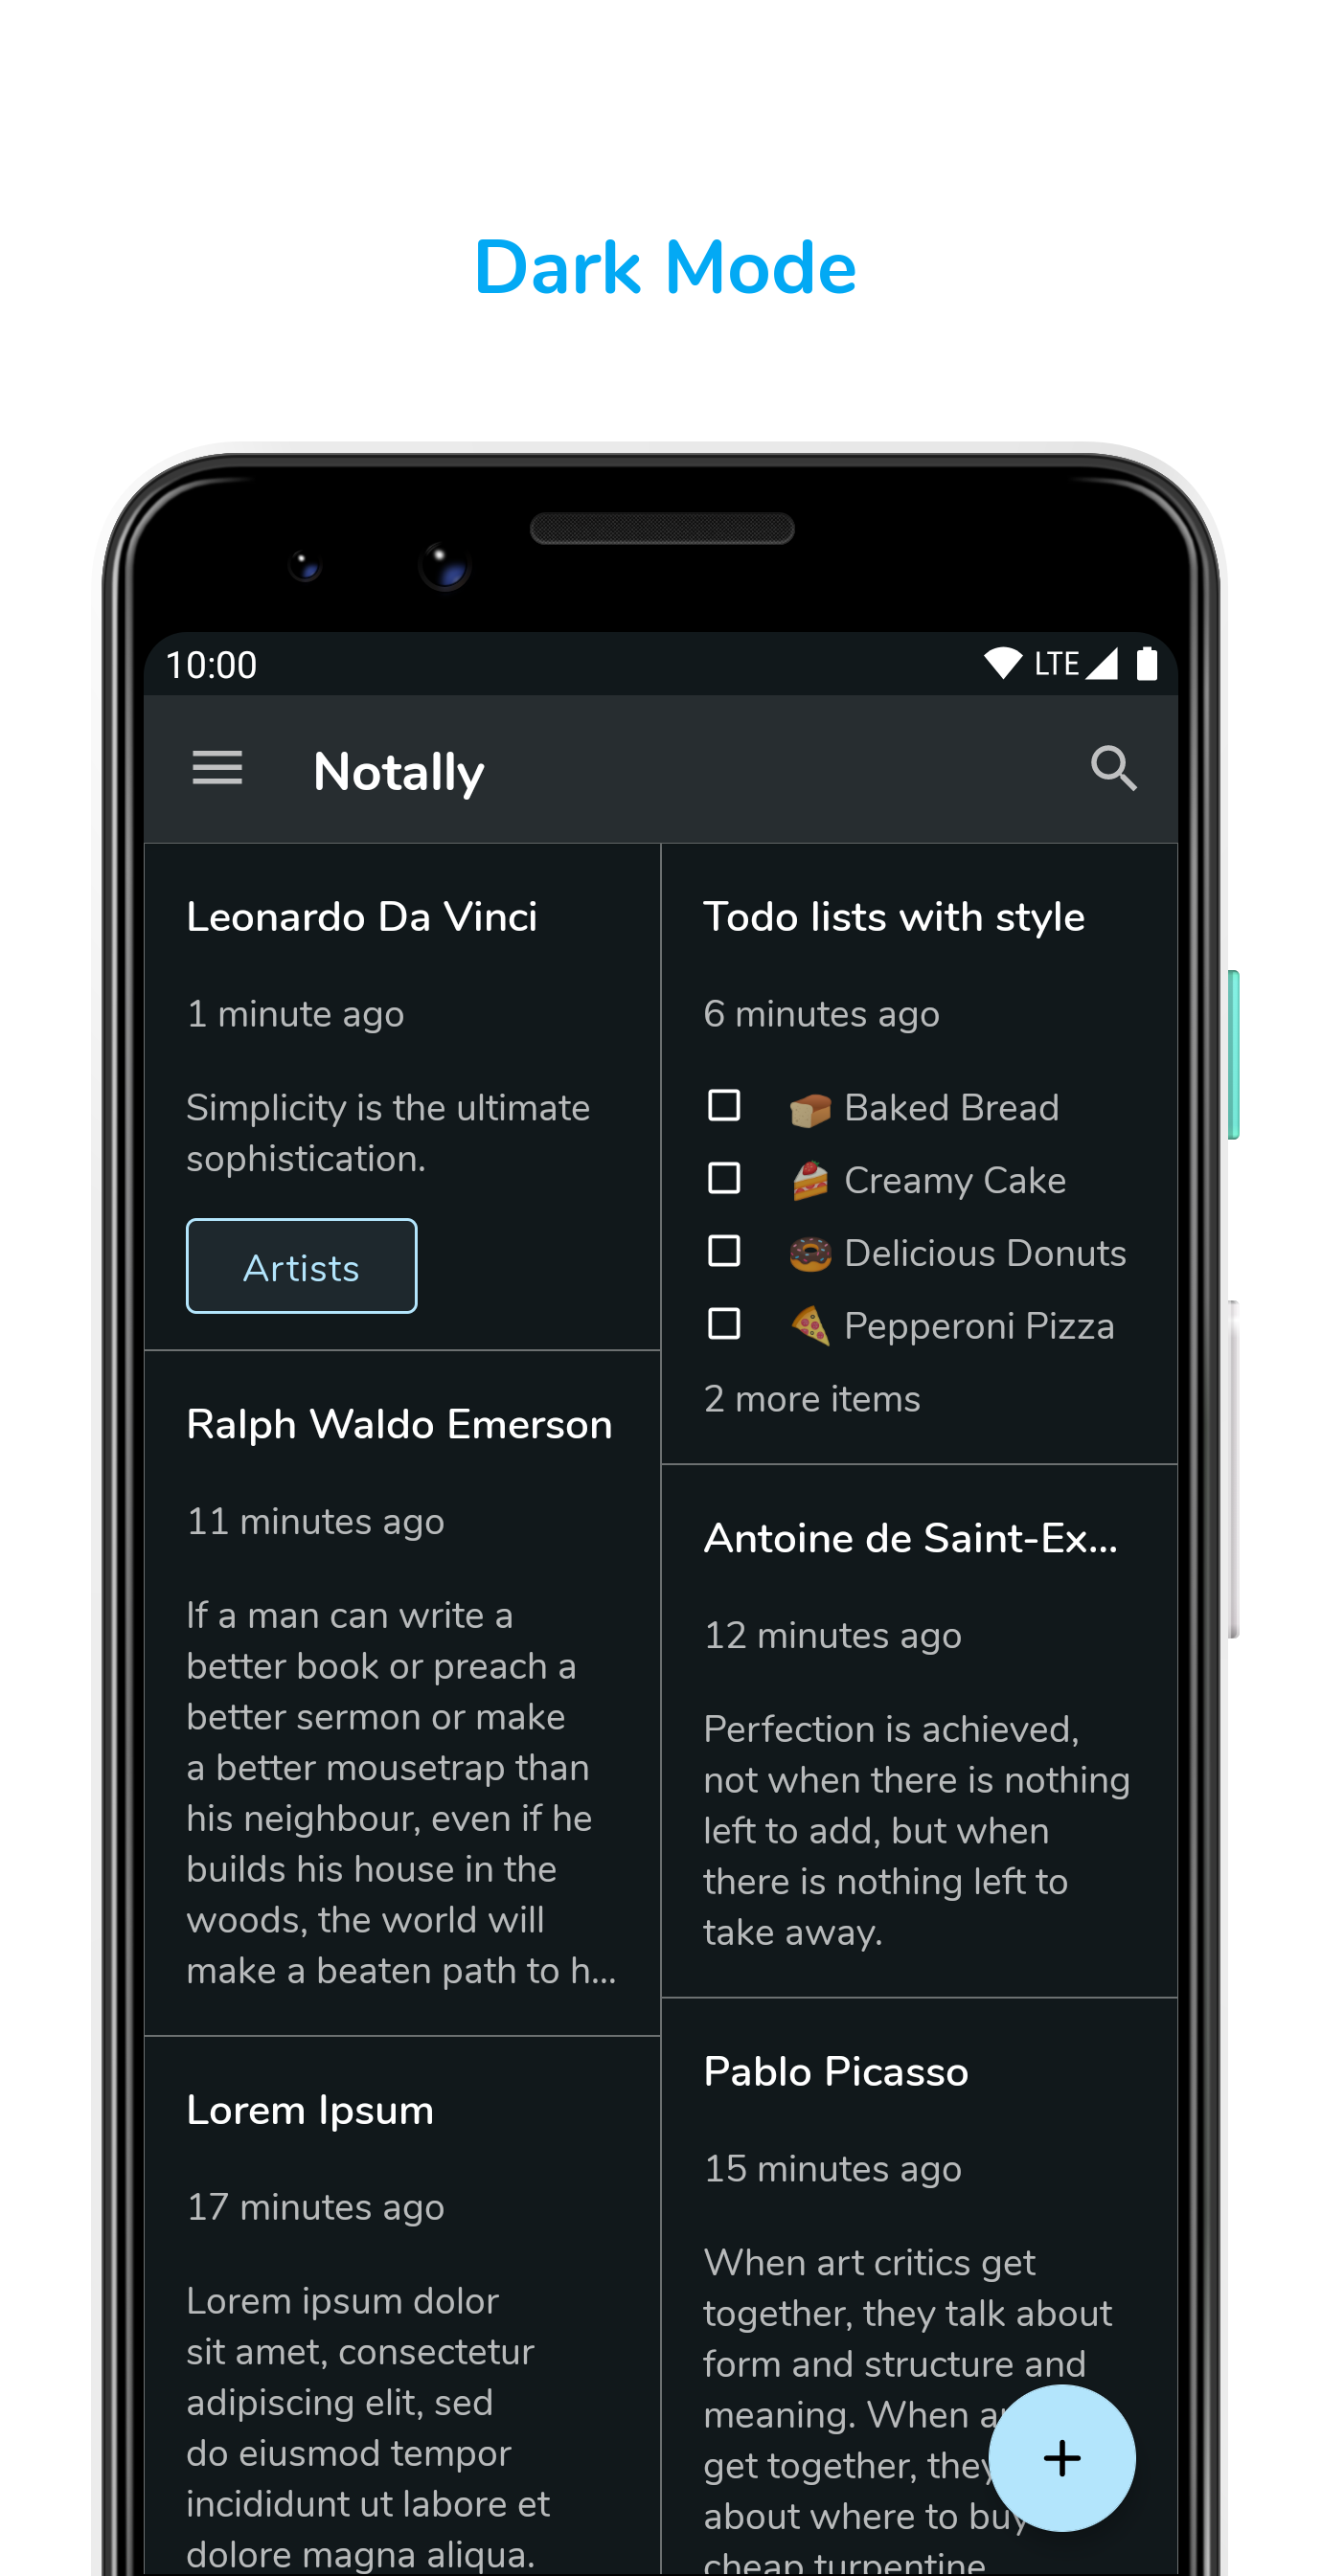 Dark Mode
10:00
LTE
Notally
Leonardo Da Vinci
1 minute ago
Simplicity is the ultimate
sophistication.
Artists
Ralph Waldo Emerson
11 minutes ago
If a man can write a
better book or preach a
better sermon or make
a better mousetrap than
his neighbour, even if he
builds his house in the
woods, the world will
make a beaten path to h...
Lorem Ipsum
17 minutes ago
Lorem ipsum dolor
sit amet, consectetur
adipiscing elit, sed
do eiusmod tempor
incididunt ut labore et
dolore magna aliqua.
Todo lists with style
6 minutes ago
Baked Bread
Creamy Cake
Delicious Donuts
Pepperoni Pizza
2 more items
Antoine de Saint-Ex...
12 minutes ago
Perfection is achieved,
not when there is nothing
left to add, but when
there is nothing left to
take away.
Pablo Picasso
15 minutes ago
When art critics get
together, they talk about
form and structure and
meaning. When
get together, they
about where to buy
cheap turpentine